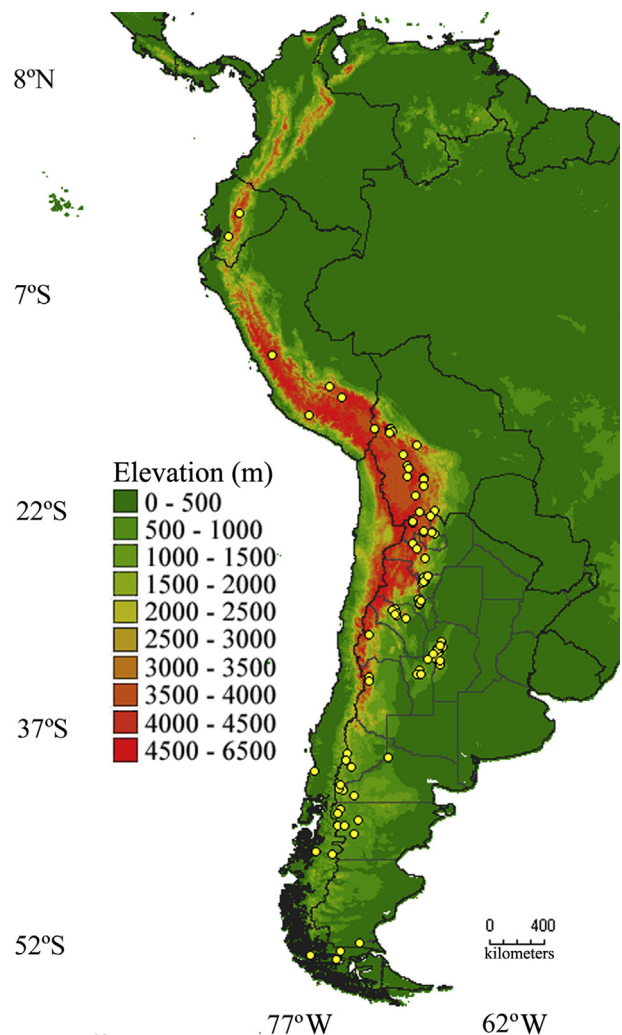 8ºN
7ºS
Elevation (m)
0 - 500
500 - 1000
1000 - 1500
1500 - 2000
2000 - 2500
2500 - 3000
3000 - 3500
3500 - 4000
4000 - 4500
4500 - 6500
22ºS
37ºS
52ºS
0 400
kilometers
77ºW 62ºW